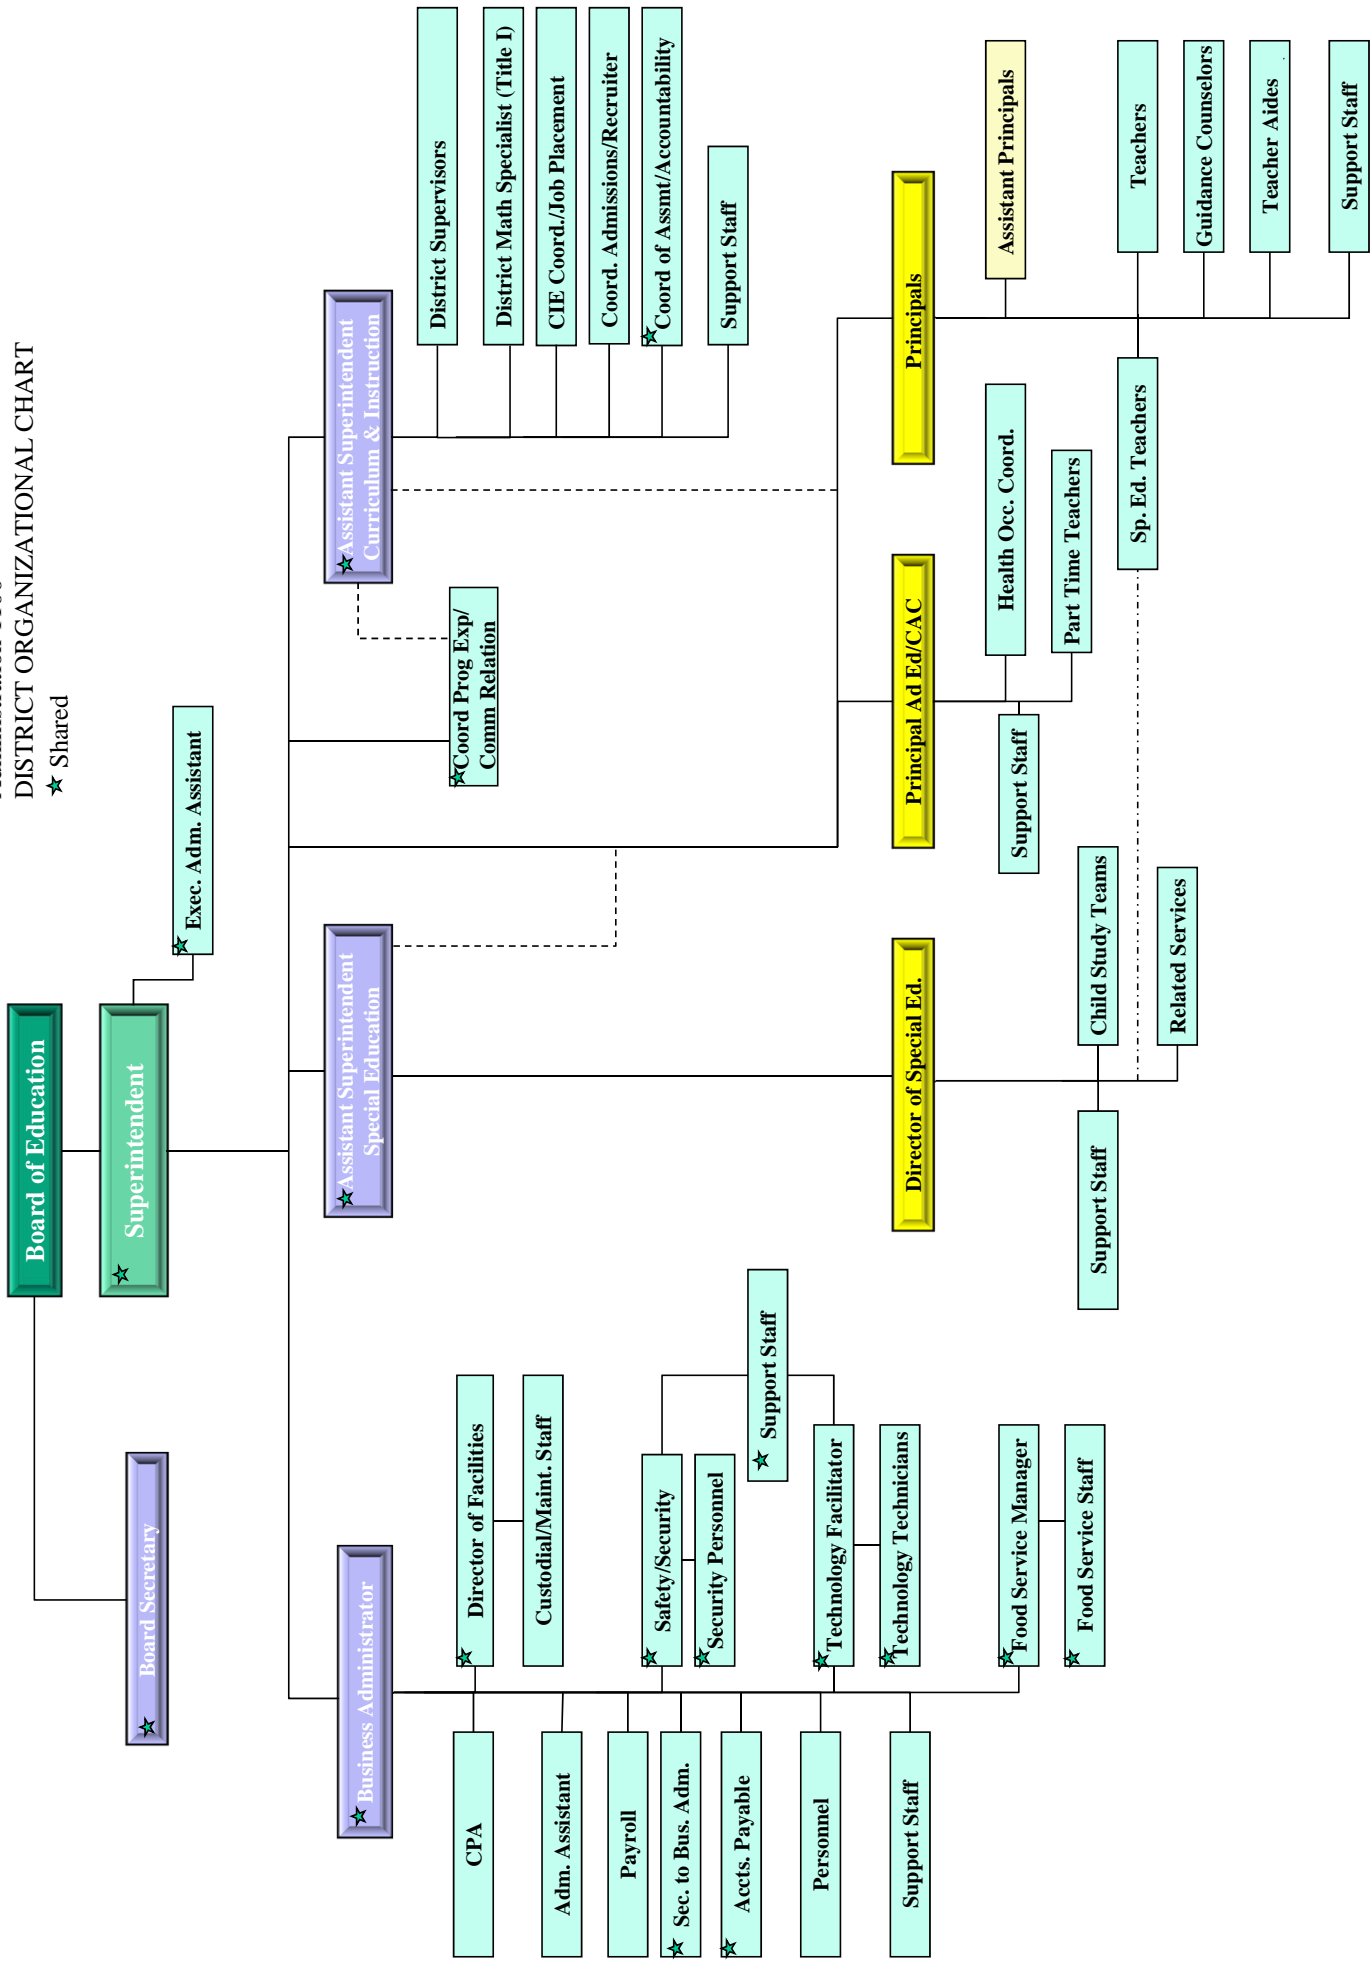 DISTRICT ORGANIZATIONAL CHART
Shared
Board of Education
Board Secretary
Superintendent
Exec. Adm. Assistant
Business Administrator
Assistant Superintendent
Special Education
Assistant Superintendent
Curriculum & Instruction
Coord Prog Exp/
Comm Relation
CPA
Adm. Assistant
Payroll
Sec. to Bus. Adm.
Accts. Payable
Personnel
Support Staff
Director of Facilities
Custodial/Maint. Staff
Safety/Security
Security Personnel
Support Staff
Technology Facilitator
Technology Technicians
Food Service Manager
Food Service Staff
District Supervisors
District Math Specialist (Title I)
CIE Coord./Job Placement
Coord. Admissions/Recruiter
Coord of Assmt/Accountability
Support Staff
Director of Special Ed.
Support Staff
Child Study Teams
Related Services
Principal Ad Ed/CAC
Support Staff
Health Occ. Coord.
Part Time Teachers
Principals
Assistant Principals
Sp. Ed. Teachers
Teachers
Guidance Counselors
Teacher Aides
Support Staff